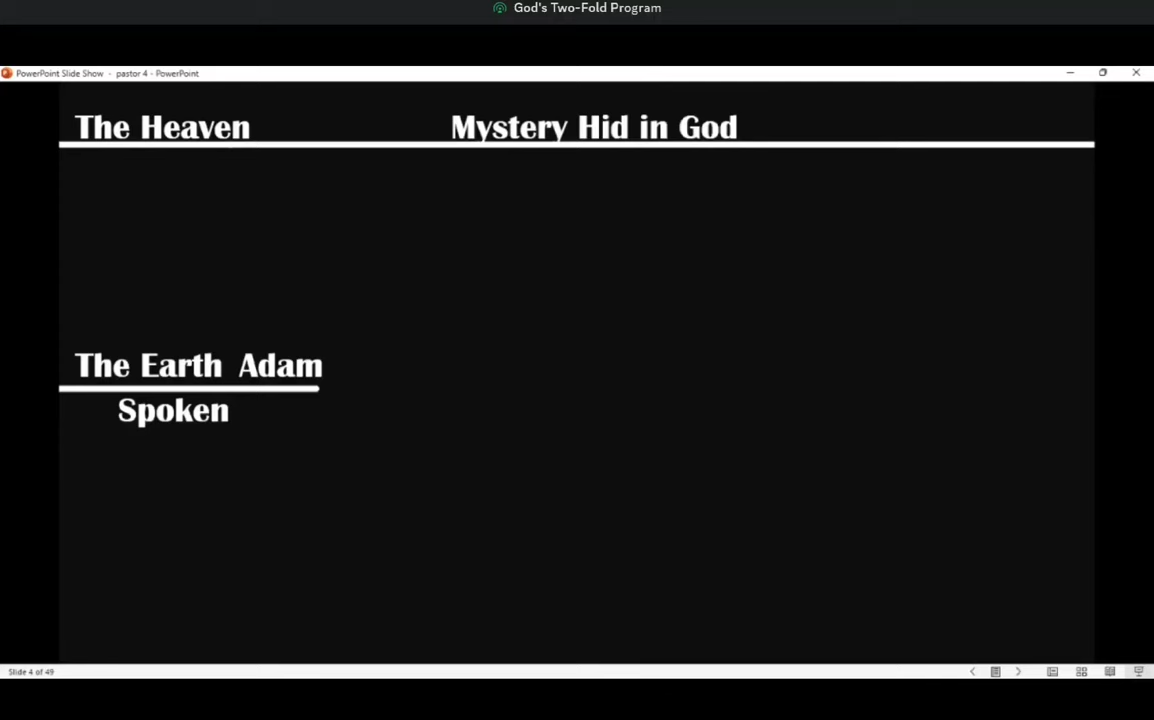 God's Two-Fold Program
PowerPoint Slide Show - pastor 4 - PowerPoint
The Heaven Mystery Hid in God
The Earth Adam
Spoken
Slide 4 of 49